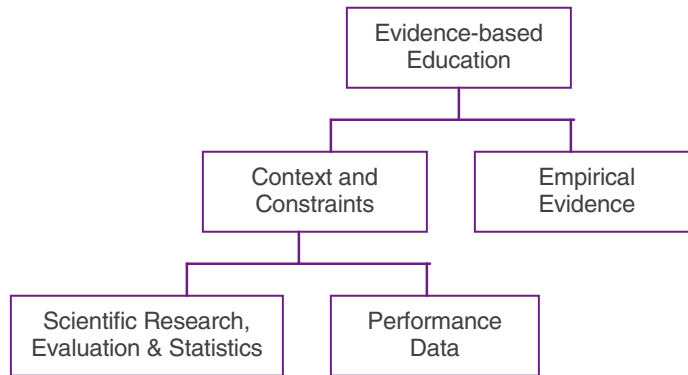 Evidence-based
Education
Context and
Constraints
Empirical
Evidence
Scientific Research,
Evaluation & Statistics
Performance
Data